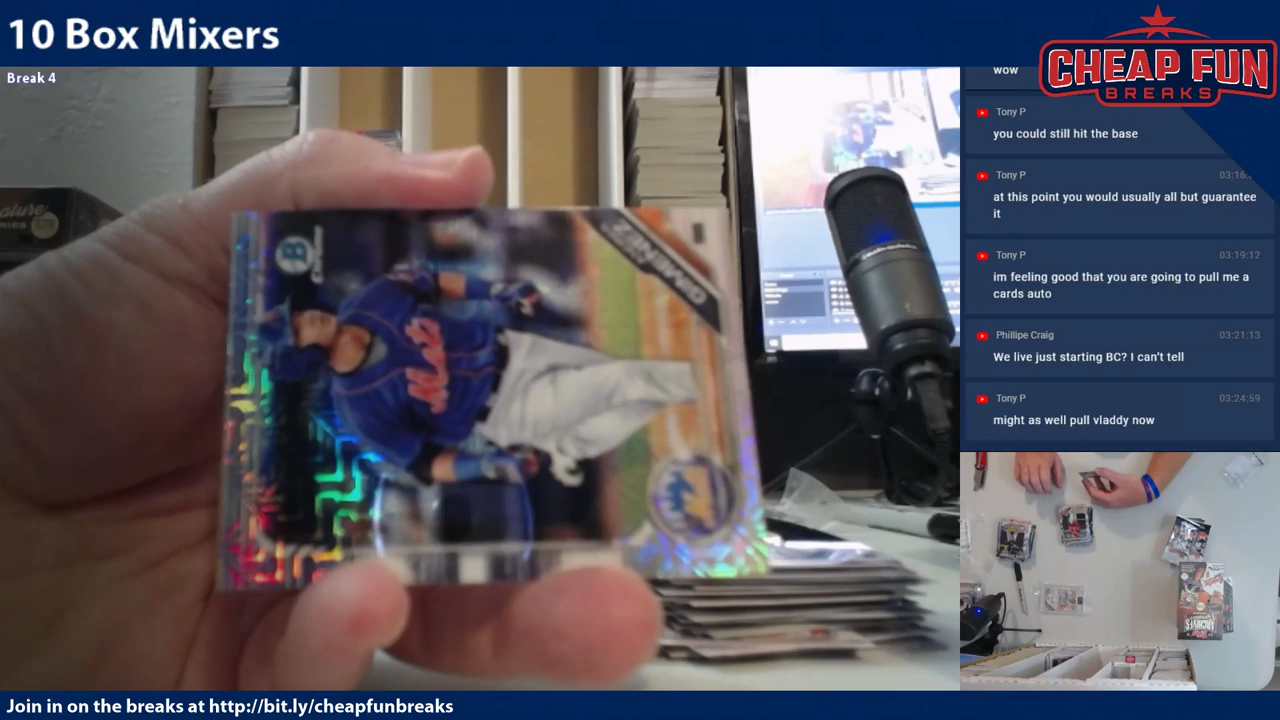 10 Box Mixers
CHEAP FUN
BREAKS
Break 4
wow
Tony P
you could still hit the base
Tony P
03:16
at this point you would usually all but guarantee
it
Tony P
03:19:12
im feeling good that you are going to pull me a
cards auto
Phillipe Craig
03:21:13
We live just starting BC? I can't tell
Tony P
03:24:59
might as well pull vladdy now
GIMENEZ
Mets
B
ARCHIVES
Join in on the breaks at http://bit.ly/cheapfunbreaks